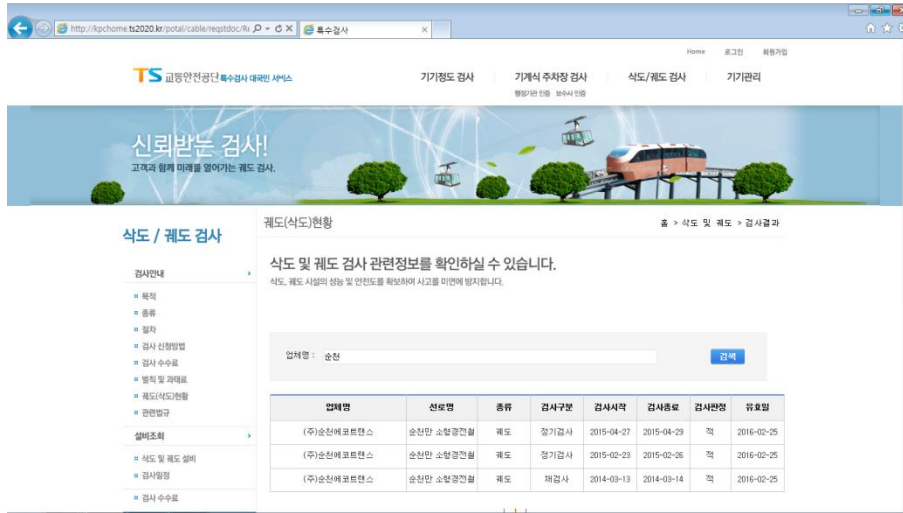 http://kpchome.ts2020.kr/potal/cable/reqstdoc/Re
특수검사
Home 로그인 회원가입
TS 교통안전공단 특수검사 대국민 서비스
기기정도 검사 기계식 주차장 검사 삭도/궤도 검사 기기관리
행정기관 인증 보수사 인증
신뢰받는 검사!
고객과 함께 미래를 열어가는 궤도 검사.
삭도 / 궤도 검사
검사안내
목적
종류
절차
검사 신청방법
검사 수수료
벌칙 및 과태료
궤도(삭도)현황
관련법규
설비조회
삭도 및 궤도 설비
검사일정
검사 수수료
궤도(삭도)현황
홈 > 삭도 및 궤도 > 검사결과
삭도 및 궤도 검사 관련정보를 확인하실 수 있습니다.
삭도, 궤도 시설의 성능 및 안전도를 확보하여 사고를 미연에 방지합니다.
업체명 : 순천 검색
업체명 선로명 종류 검사구분 검사시작 검사종료 검사판정 유효일
(주)순천에코트랜스 순천만 소형경전철 궤도 정기검사 2015-04-27 2015-04-29 적 2016-02-25
(주)순천에코트랜스 순천만 소형경전철 궤도 정기검사 2015-02-23 2015-02-26 적 2016-02-25
(주)순천에코트랜스 순천만 소형경전철 궤도 재검사 2014-03-13 2014-03-14 적 2016-02-25
1